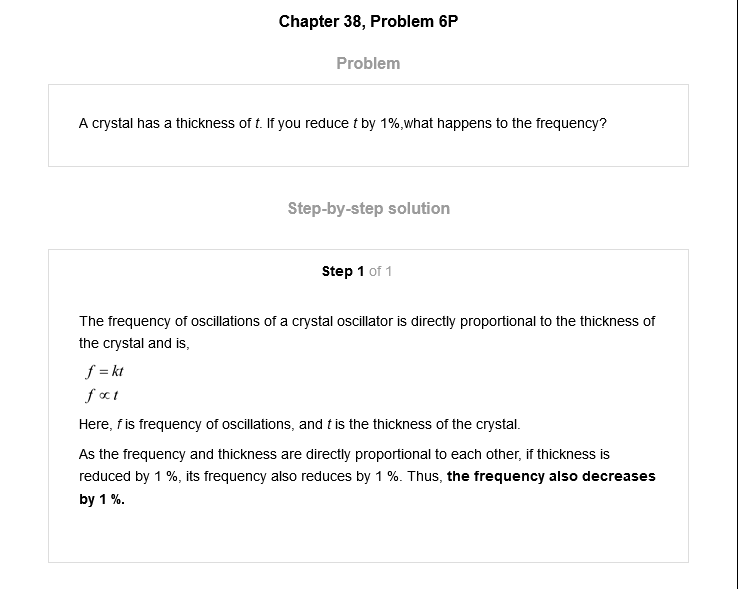 Chapter 38, Problem 6P
Problem
A crystal has a thickness of t. If you reduce t by 1%,what happens to the frequency?
Step-by-step solution
Step 1 of 1
The frequency of oscillations of a crystal oscillator is directly proportional to the thickness of
the crystal and is,
f = kt
f ∝ t
Here, f is frequency of oscillations, and t is the thickness of the crystal.
As the frequency and thickness are directly proportional to each other, if thickness is
reduced by 1 %, its frequency also reduces by 1 %. Thus, the frequency also decreases
by 1 %.